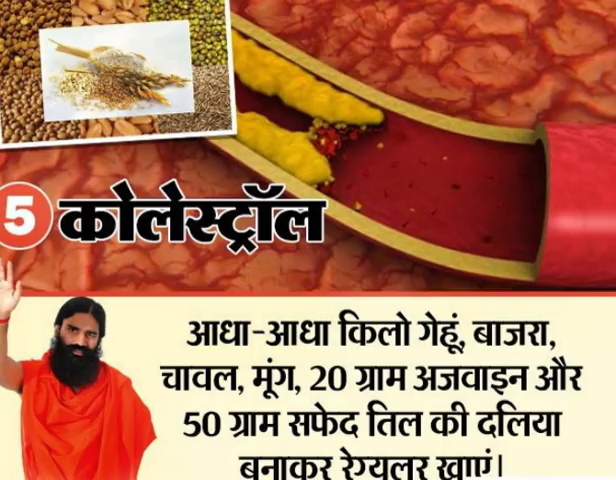 5 कोलेस्ट्रॉल
आधा-आधा किलो गेहूं, बाजरा,
चावल, मूंग, 20 ग्राम अजवाइन और
50 ग्राम सफेद तिल की दलिया
बनाकर रेग्युलर खाएं।